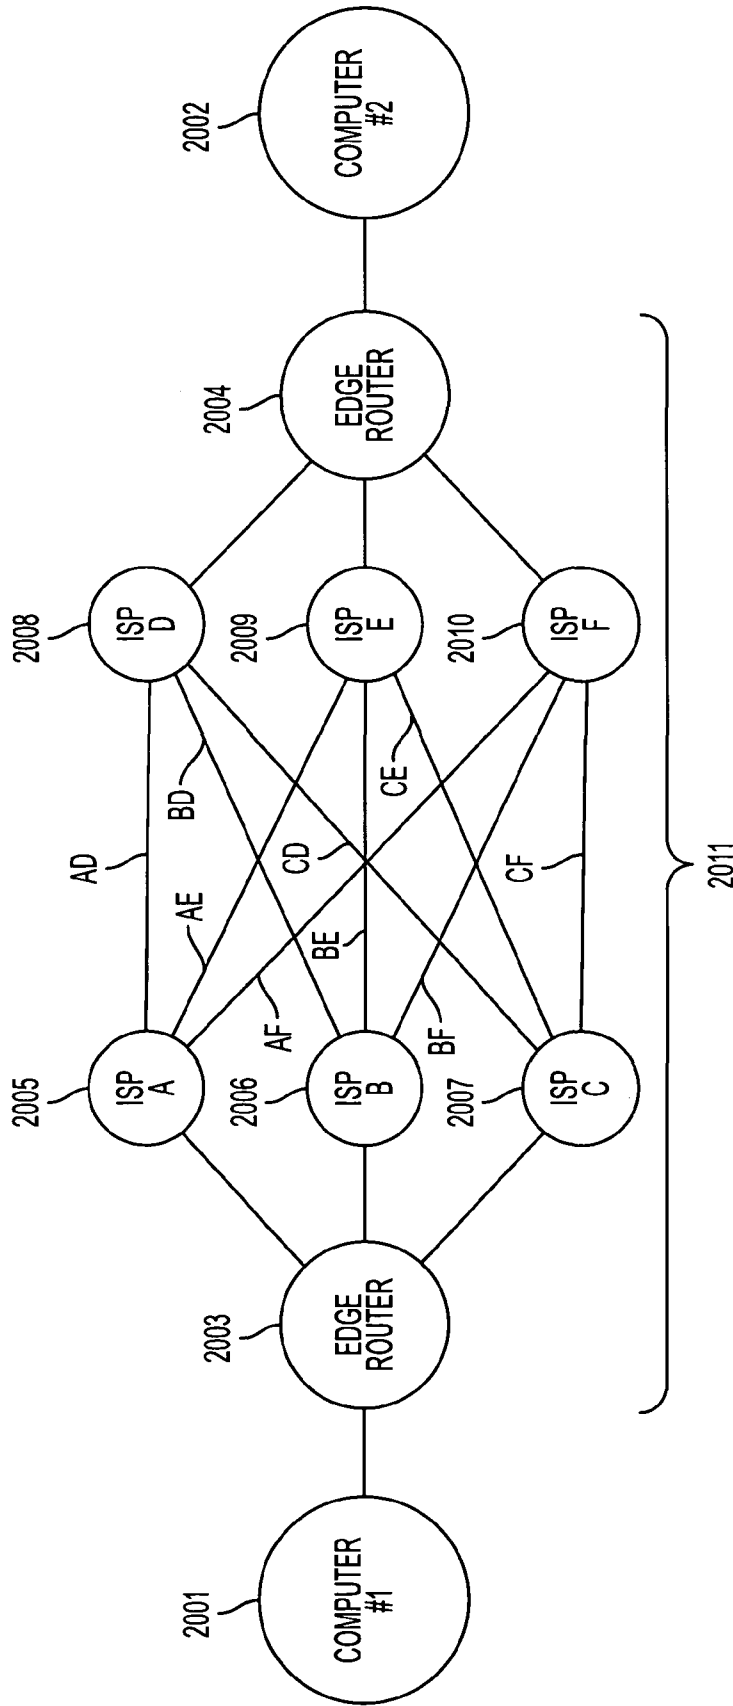 2001
COMPUTER
#1
2003
EDGE
ROUTER
2005
ISP
A
2006
ISP
B
2007
ISP
C
AD
AE
BD
AF
CD
BE
CE
BF
CF
2008
ISP
D
2009
ISP
E
2010
ISP
F
2004
EDGE
ROUTER
2002
COMPUTER
#2
2011